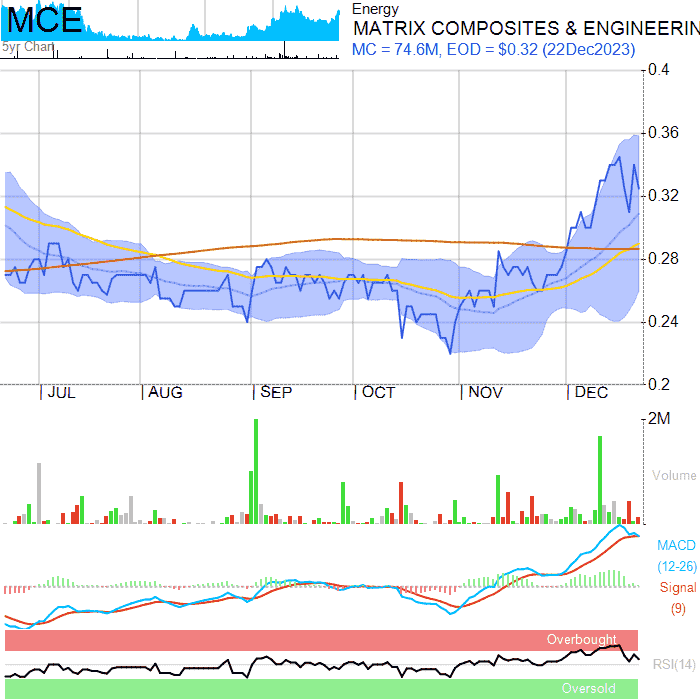 MCE
5yr Chart
Energy
MATRIX COMPOSITES & ENGINEERIN
MC = 74.6M, EOD = $0.32 (22Dec2023)
0.4
0.36
0.32
0.28
0.24
0.2
JUL AUG SEP OCT NOV DEC
2M
Volume
MACD
(12-26)
Signal
(9)
Overbought
RSI(14)
Oversold